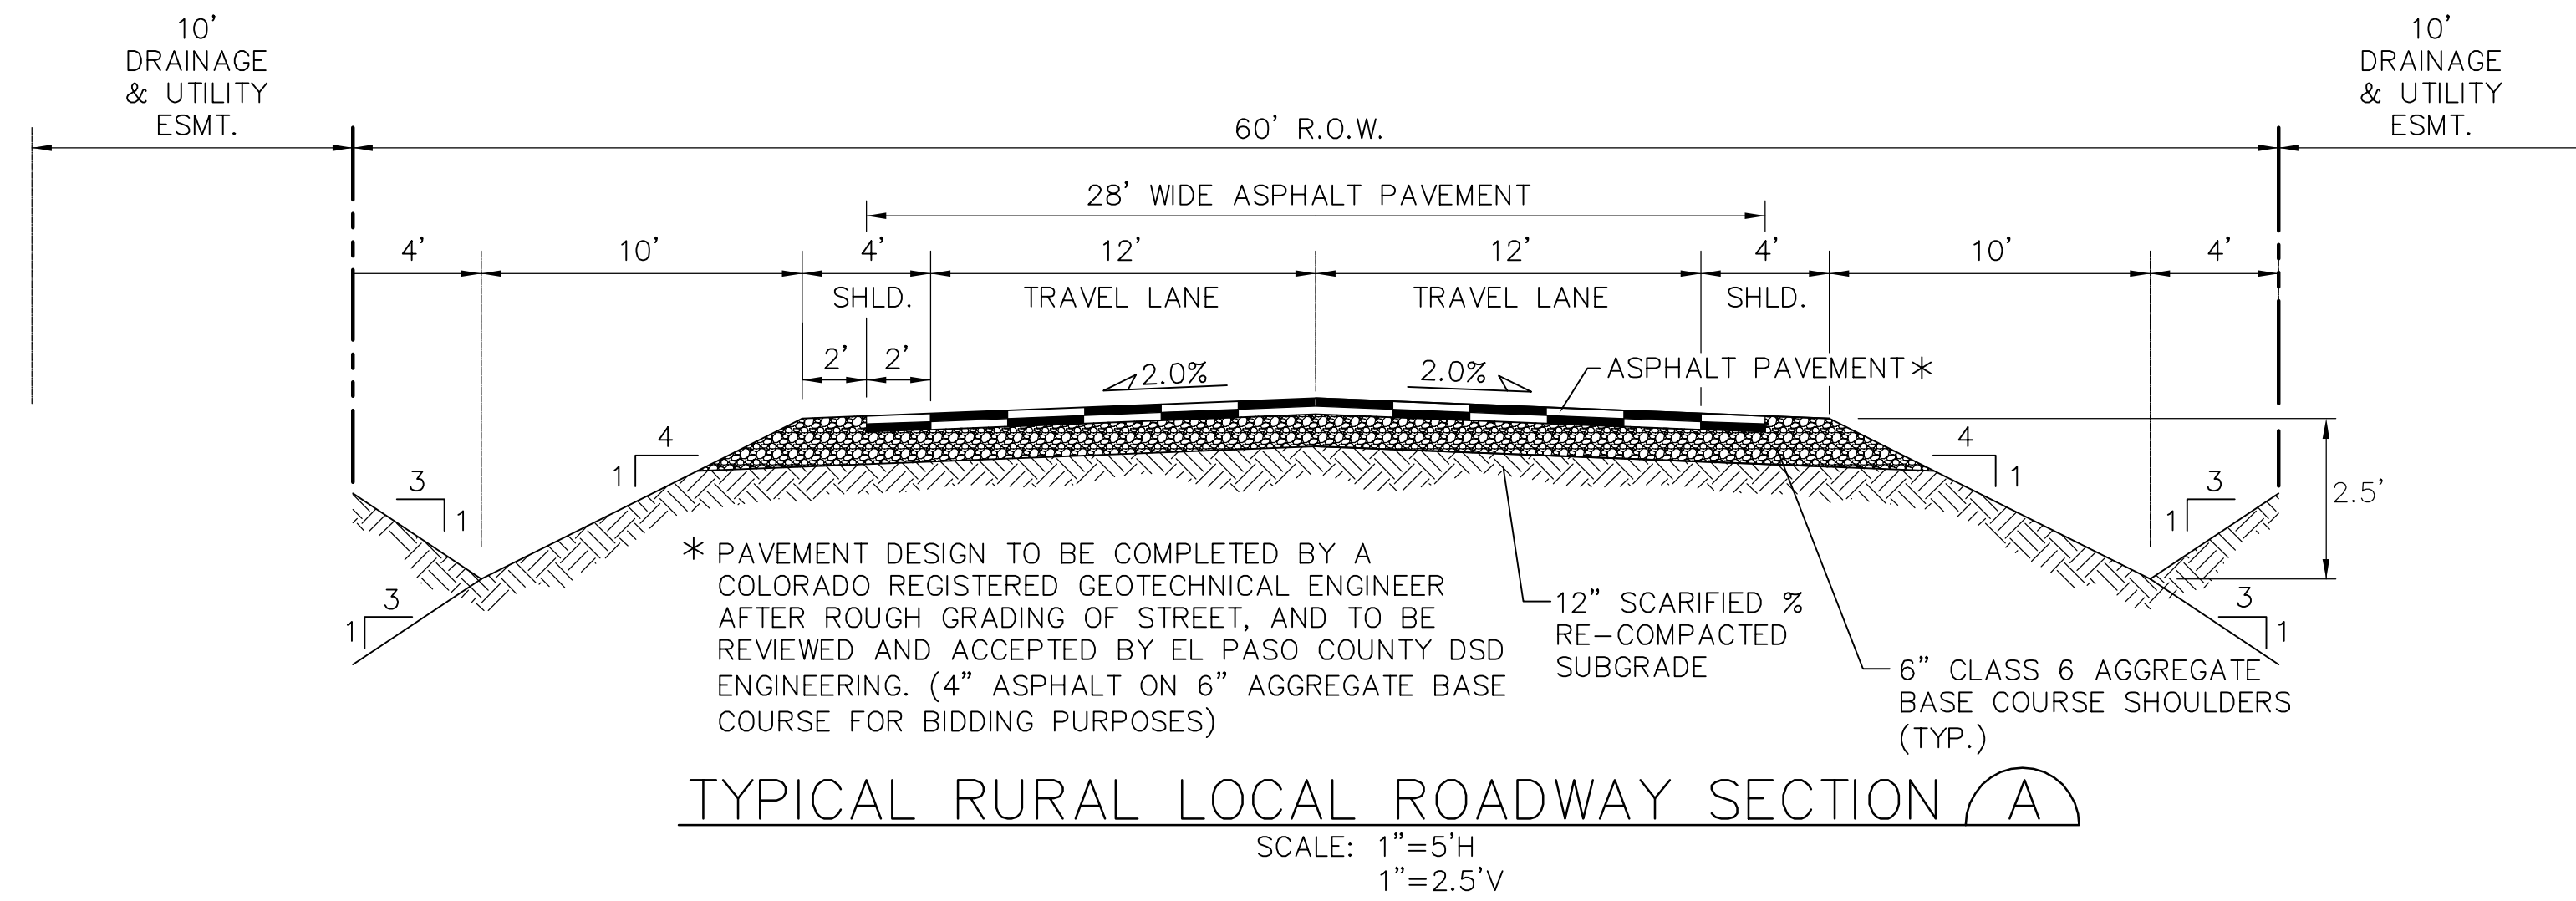 10'
DRAINAGE
& UTILITY
ESMT.
10'
DRAINAGE
& UTILITY
ESMT.
60' R.O.W.
28' WIDE ASPHALT PAVEMENT
4'
10'
4'
12'
12'
4'
10'
4'
SHLD.
TRAVEL LANE
TRAVEL LANE
SHLD.
2'
2'
2.0%
2.0%
ASPHALT PAVEMENT*
4
1
3
1
3
1
4
1
3
1
3
1
2.5'
* PAVEMENT DESIGN TO BE COMPLETED BY A
COLORADO REGISTERED GEOTECHNICAL ENGINEER
AFTER ROUGH GRADING OF STREET, AND TO BE
REVIEWED AND ACCEPTED BY EL PASO COUNTY DSD
ENGINEERING. (4" ASPHALT ON 6" AGGREGATE BASE
COURSE FOR BIDDING PURPOSES)
12" SCARIFIED %
RE-COMPACTED
SUBGRADE
6" CLASS 6 AGGREGATE
BASE COURSE SHOULDERS
(TYP.)
TYPICAL RURAL LOCAL ROADWAY SECTION A
SCALE: 1"=5'H
1"=2.5'V